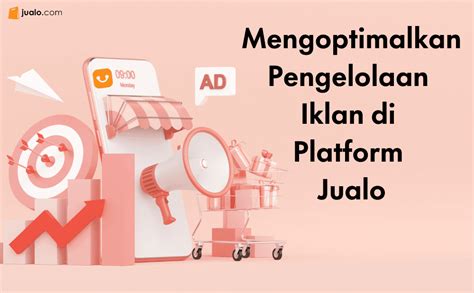 jualo.com
Mengoptimalkan
Pengelolaan
Iklan di
Platform
Jualo
09:00
Monday
AD